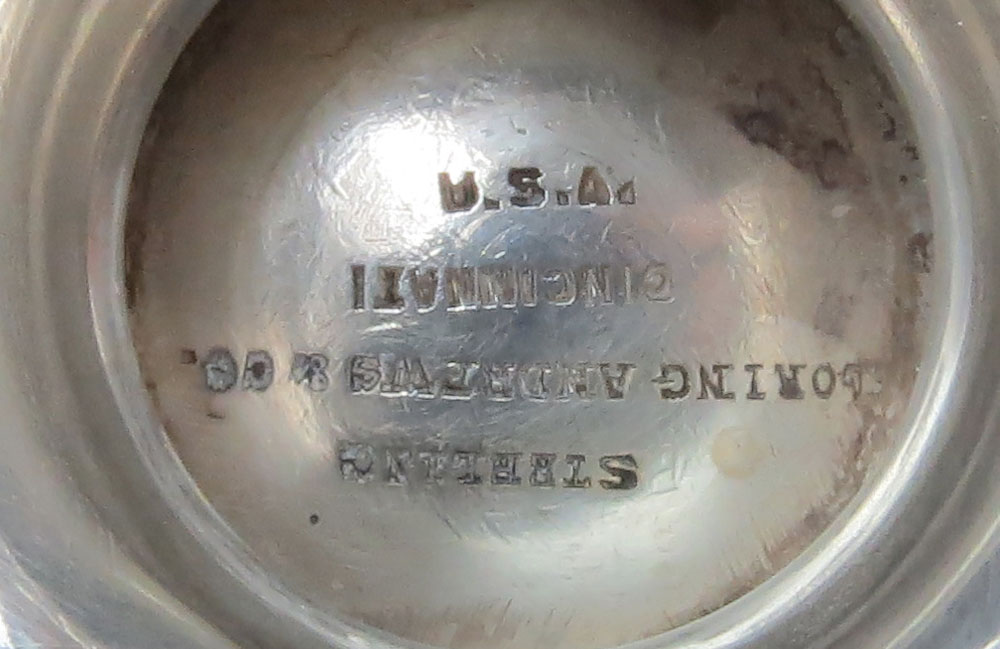 STERLING
LORING ANDREWS & CO.
CINCINNATI
U.S.A.